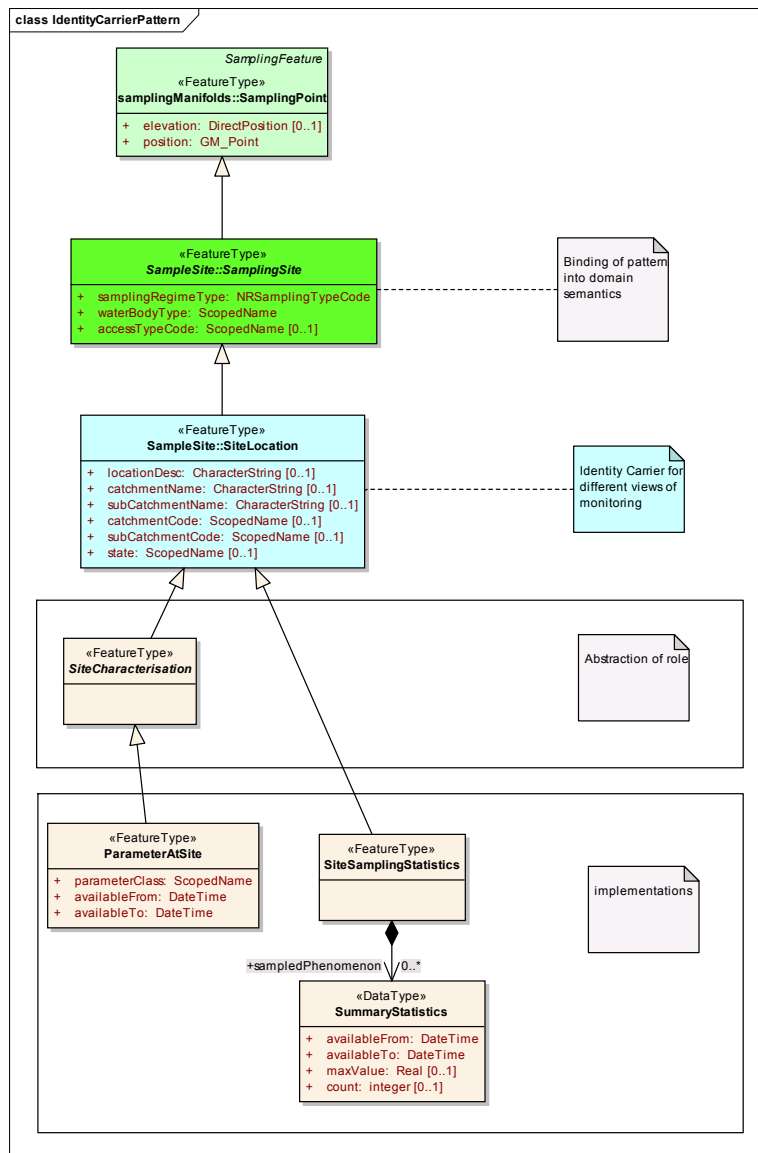 class IdentityCarrierPattern
SamplingFeature
«FeatureType»
samplingManifolds::SamplingPoint
+ elevation: DirectPosition [0..1]
+ position: GM_Point
«FeatureType»
SampleSite::SamplingSite
+ samplingRegimeType: NRSamplingTypeCode
+ waterBodyType: ScopedName
+ accessTypeCode: ScopedName [0..1]
Binding of pattern
into domain
semantics
«FeatureType»
SampleSite::SiteLocation
+ locationDesc: CharacterString [0..1]
+ catchmentName: CharacterString [0..1]
+ subCatchmentName: CharacterString [0..1]
+ catchmentCode: ScopedName [0..1]
+ subCatchmentCode: ScopedName [0..1]
+ state: ScopedName [0..1]
Identity Carrier for
different views of
monitoring
«FeatureType»
SiteCharacterisation
Abstraction of role
«FeatureType»
ParameterAtSite
+ parameterClass: ScopedName
+ availableFrom: DateTime
+ availableTo: DateTime
«FeatureType»
SiteSamplingStatistics
implementations
+sampledPhenomenon 0..*
«DataType»
SummaryStatistics
+ availableFrom: DateTime
+ availableTo: DateTime
+ maxValue: Real [0..1]
+ count: integer [0..1]